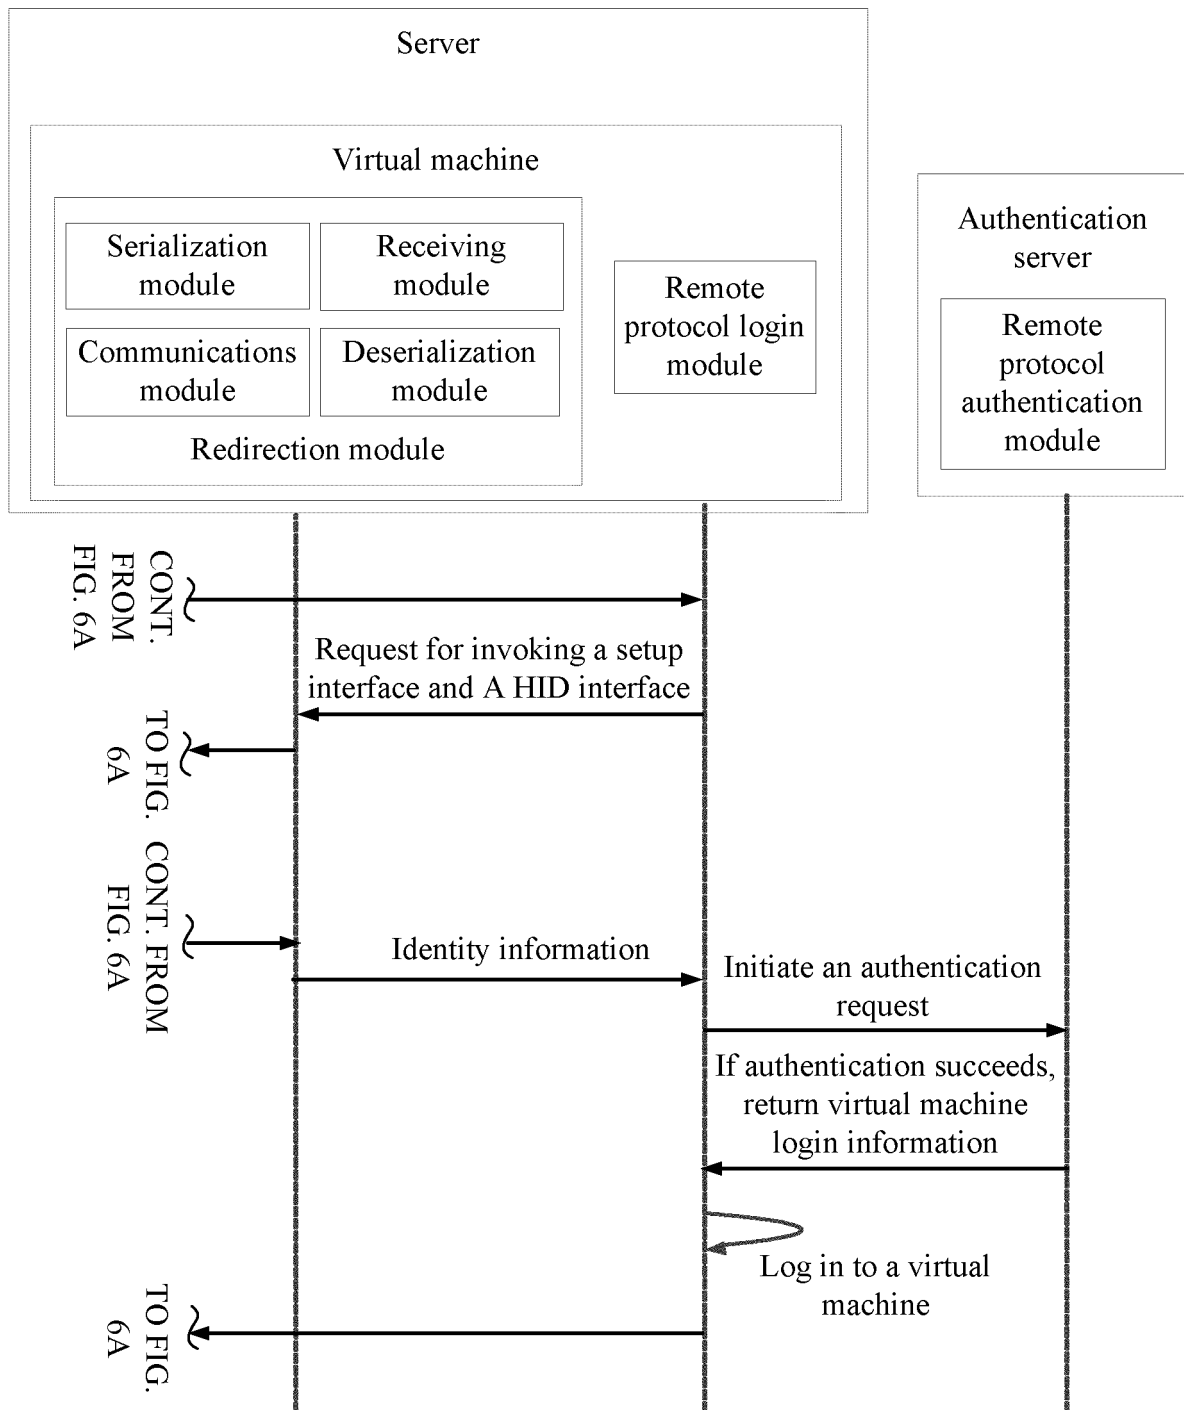 Server
Virtual machine
Serialization
module
Receiving
module
Communications
module
Deserialization
module
Redirection module
Remote
protocol login
module
Authentication
server
Remote
protocol
authentication
module
CONT.
FROM
FIG. 6A
Request for invoking a setup
interface and A HID interface
TO FIG.
6A
CONT. FROM
FIG. 6A
Identity information
Initiate an authentication
request
If authentication succeeds,
return virtual machine
login information
Log in to a virtual
machine
TO FIG.
6A